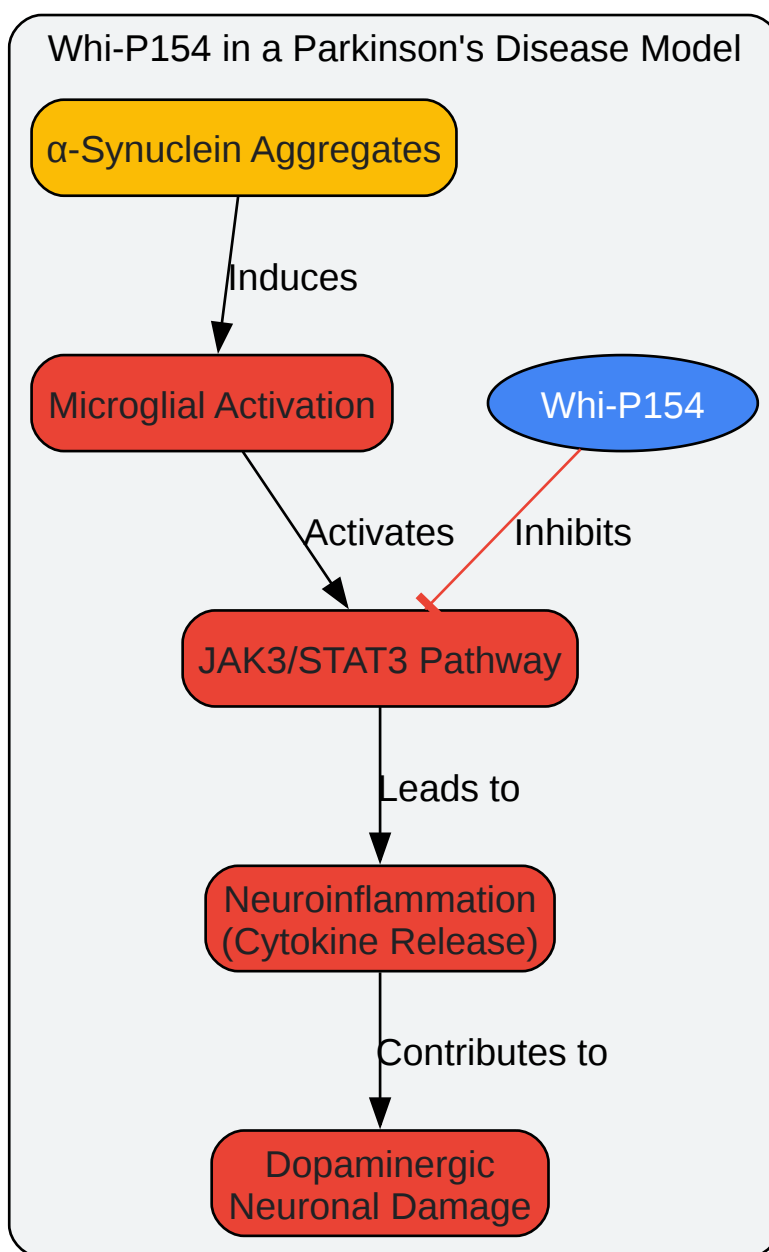 Whi-P154 in a Parkinson's Disease Model
α-Synuclein Aggregates
Induces
Microglial Activation
Whi-P154
Activates
Inhibits
JAK3/STAT3 Pathway
Leads to
Neuroinflammation
(Cytokine Release)
Contributes to
Dopaminergic
Neuronal Damage